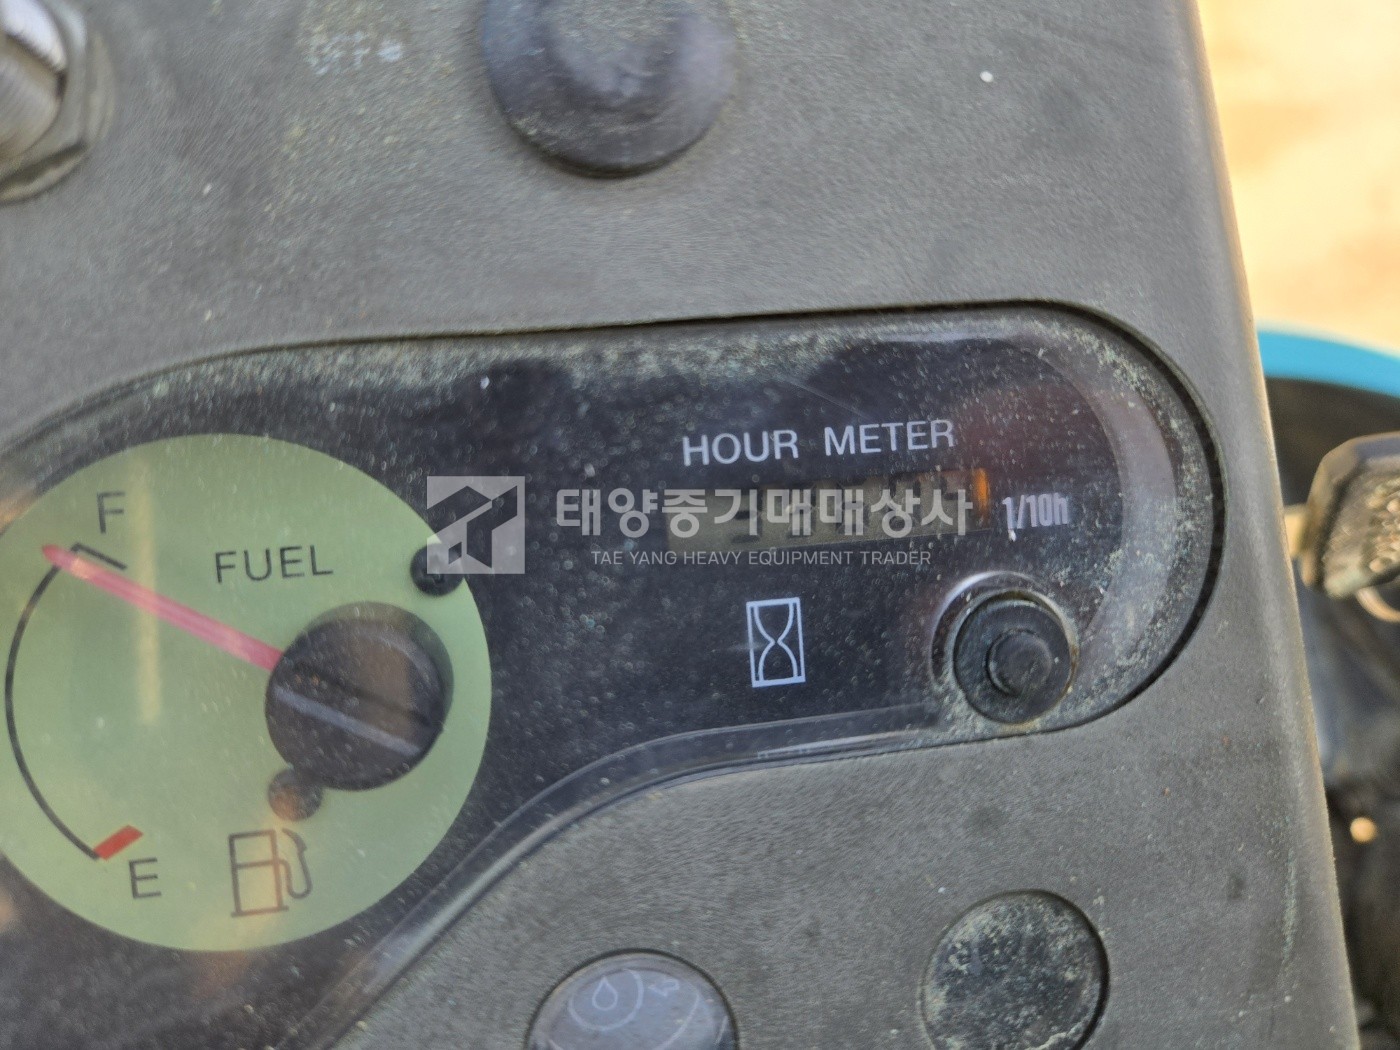 HOUR METER
1/10h
태양중기매매상사
TAE YANG HEAVY EQUIPMENT TRADER
F
FUEL
E